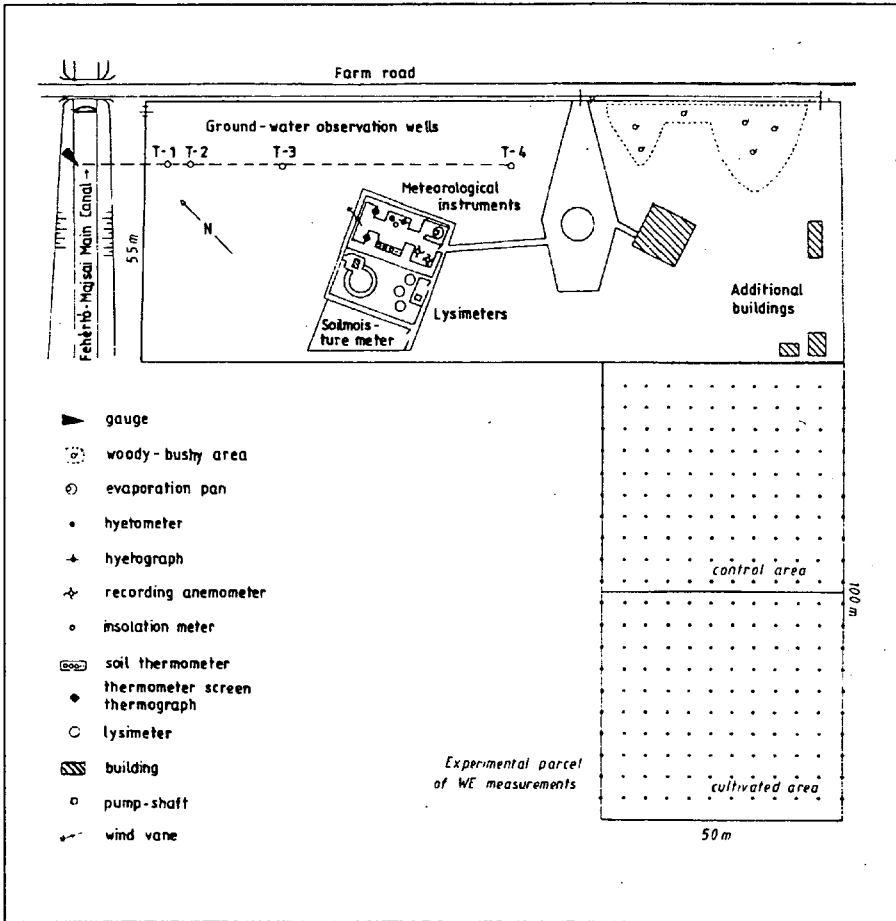 Farm road
Ground-water observation wells
T-1 T-2 T-3 T-4
Meteorological
instruments
N
Fehértó-Majsai Main Canal →
55m
Additional
buildings
Lysimeters
Soilmois-
ture meter
gauge
woody-bushy area
evaporation pan
hyetometer
hyetograph
recording anemometer
insolation meter
soil thermometer
thermometer screen
thermograph
lysimeter
building
pump-shaft
wind vane
control area
100m
Experimental parcel
of WE measurements
cultivated area
50m